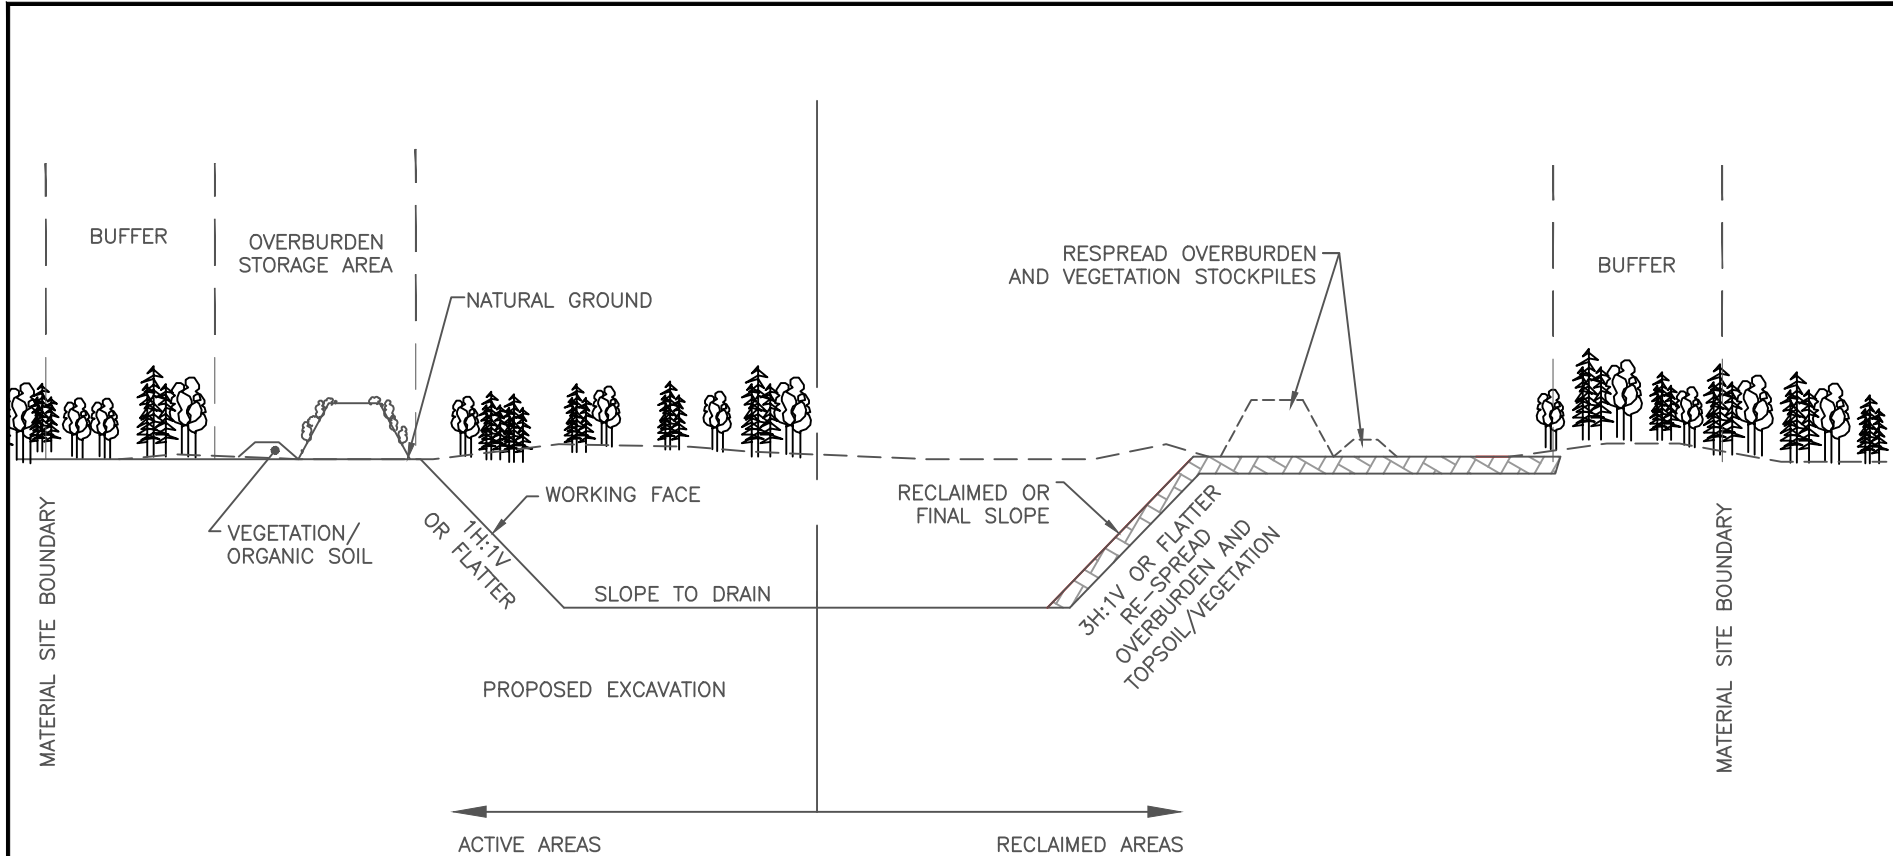 BUFFER
OVERBURDEN
STORAGE AREA
NATURAL GROUND
RESPREAD OVERBURDEN
AND VEGETATION STOCKPILES
BUFFER
WORKING FACE
1H:1V
OR FLATTER
VEGETATION/
ORGANIC SOIL
RECLAIMED OR
FINAL SLOPE
3H:1V OR FLATTER
RE-SPREAD
OVERBURDEN AND
TOPSOIL/VEGETATION
SLOPE TO DRAIN
MATERIAL SITE BOUNDARY
MATERIAL SITE BOUNDARY
PROPOSED EXCAVATION
ACTIVE AREAS
RECLAIMED AREAS